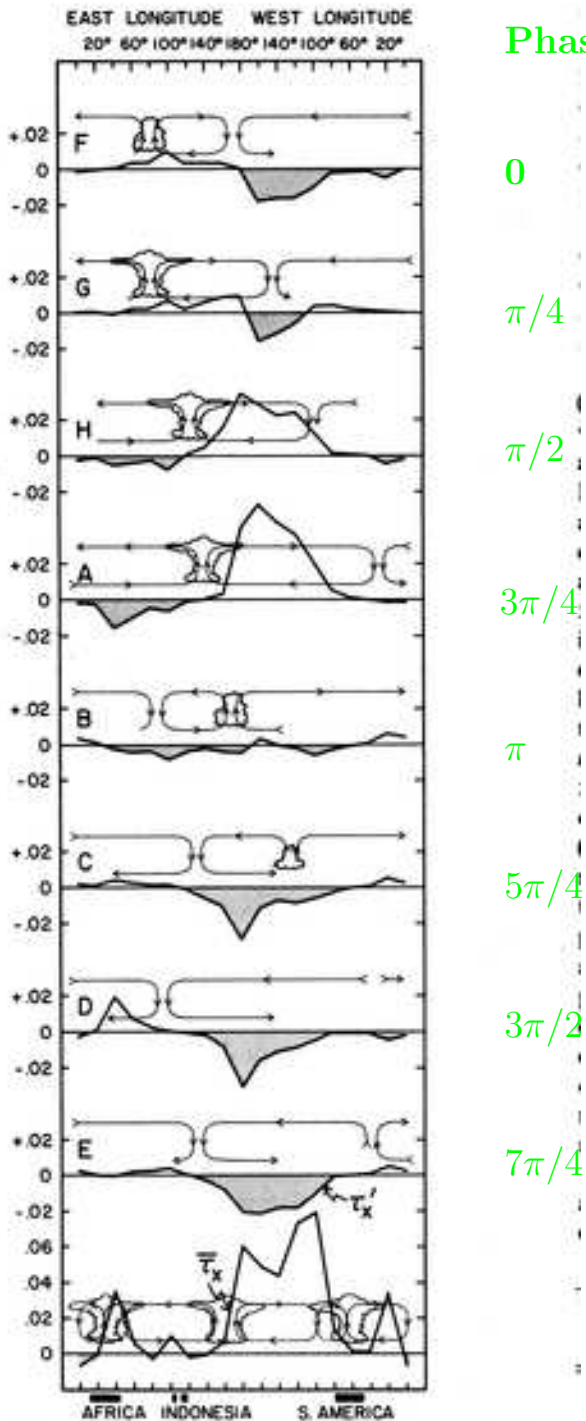 EAST LONGITUDE WEST LONGITUDE
20° 60° 100° 140° 180° 140° 100° 60° 20°
Phas
+.02
F
0
-.02
0
+.02
G
0
-.02
π/4
+.02
H
0
-.02
π/2
+.02
A
0
-.02
3π/4
+.02
B
0
-.02
π
+.02
C
0
-.02
5π/4
+.02
D
0
-.02
3π/2
+.02
E
0
-.02
7π/4
τₓ'
.06
τ̅ₓ
.04
.02
0
AFRICA INDONESIA S. AMERICA